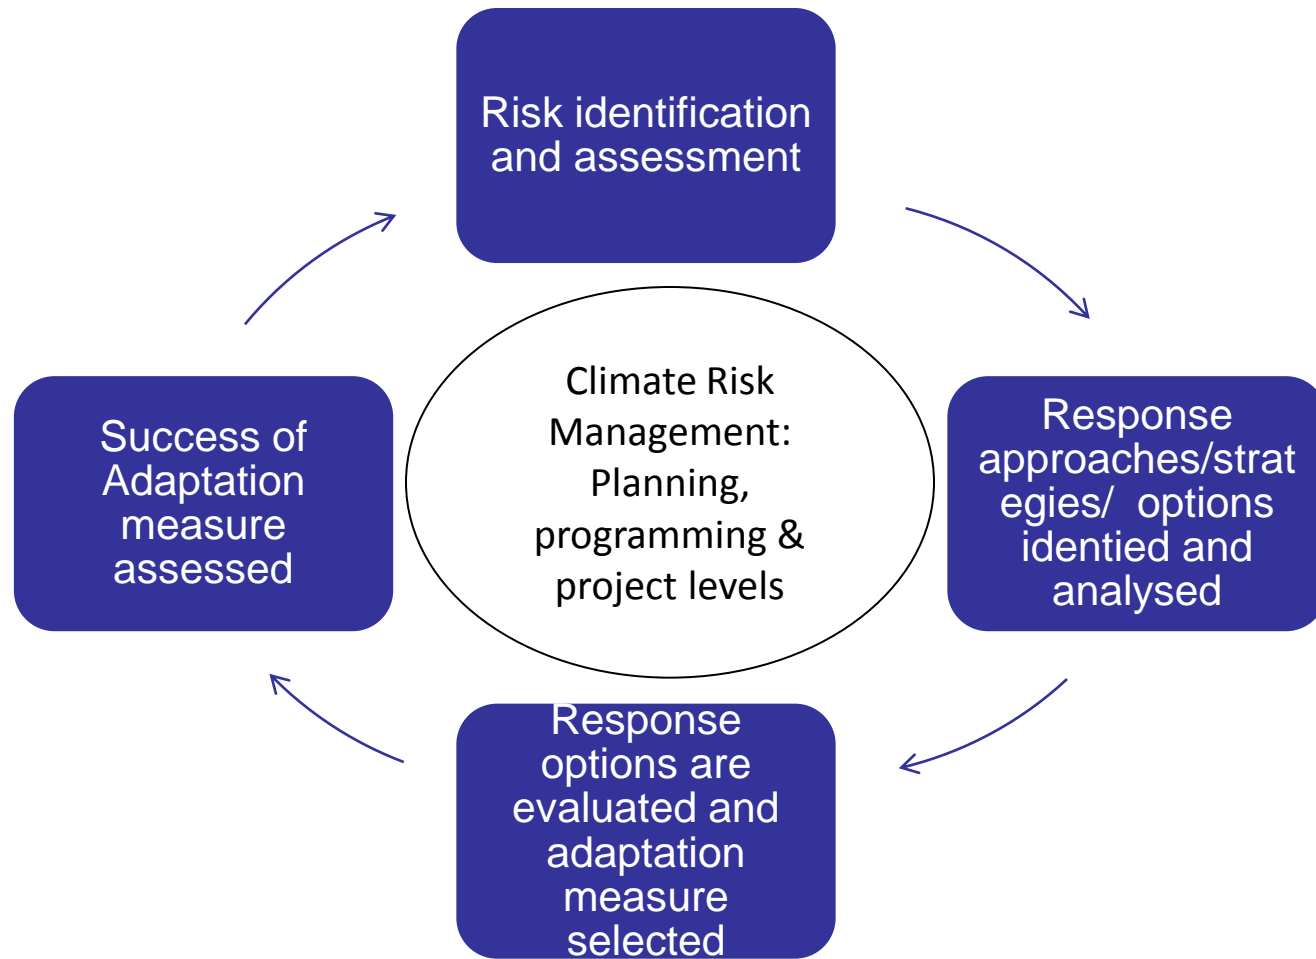 Risk identification
and assessment
Climate Risk
Management:
Planning,
programming &
project levels
Response
approaches/strat
egies/  options
identied and
analysed
Success of
Adaptation
measure
assessed
Response
options are
evaluated and
adaptation
measure
selected